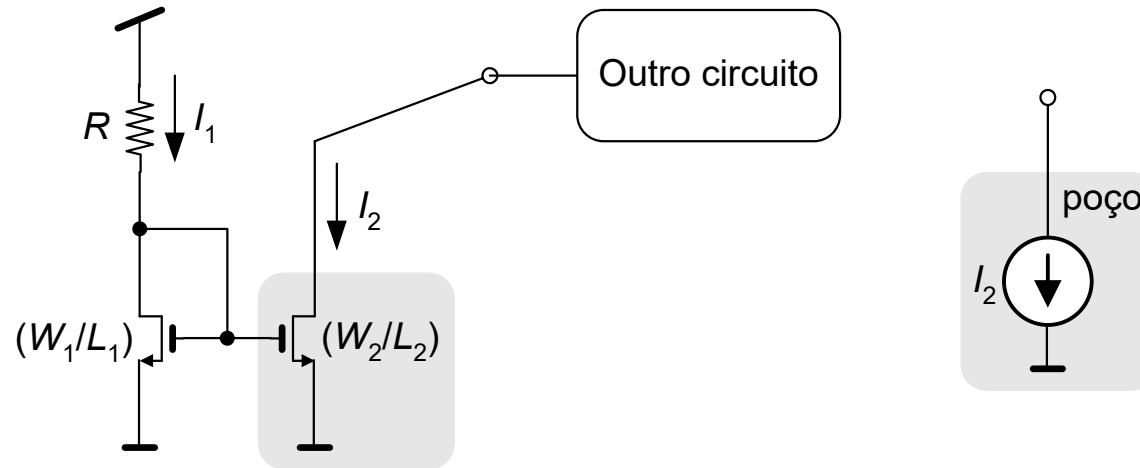 Outro circuito
R
I1
I2
(W1/L1)
(W2/L2)
poço
I2